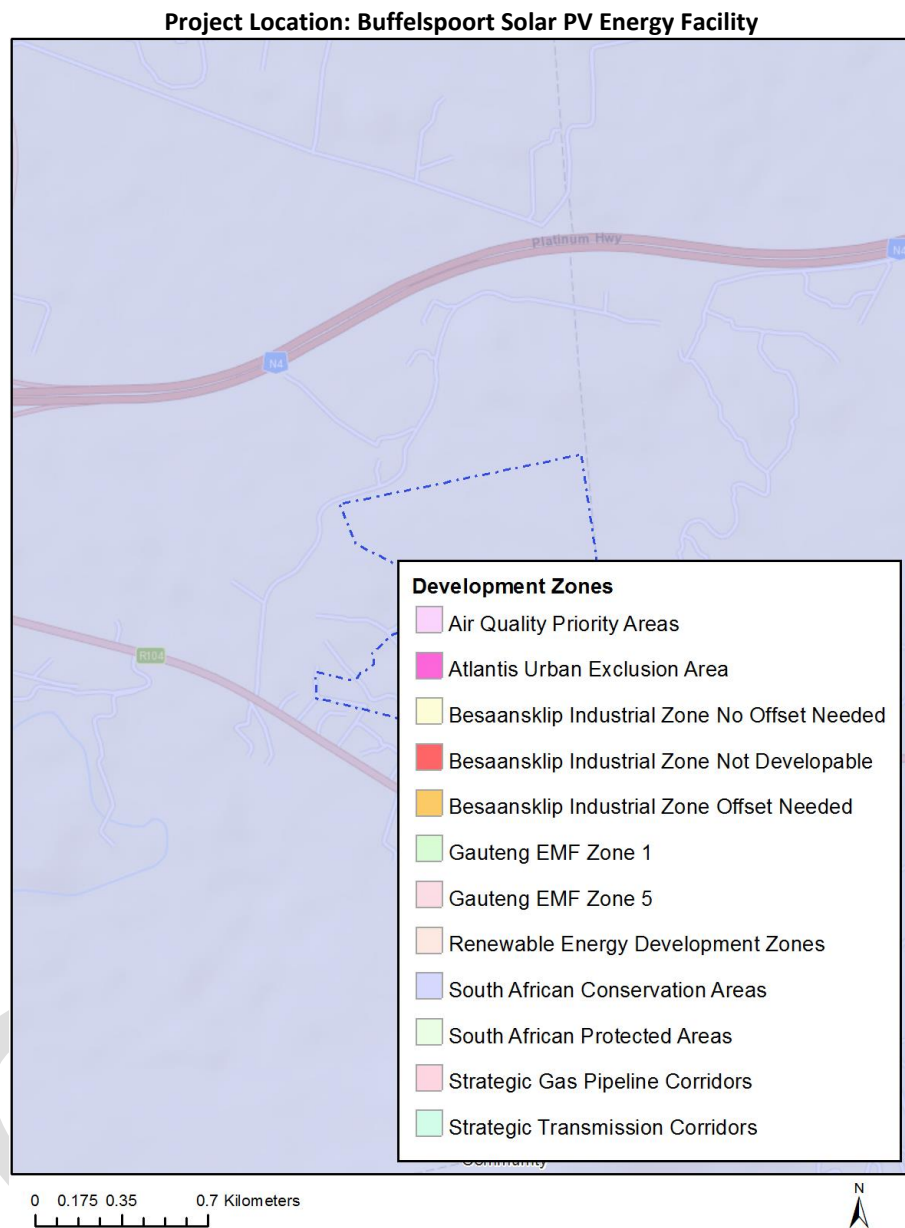 Project Location: Buffelspoort Solar PV Energy Facility
Platinum Hwy
N4
N4
R104
Development Zones
Air Quality Priority Areas
Atlantis Urban Exclusion Area
Besaansklip Industrial Zone No Offset Needed
Besaansklip Industrial Zone Not Developable
Besaansklip Industrial Zone Offset Needed
Gauteng EMF Zone 1
Gauteng EMF Zone 5
Renewable Energy Development Zones
South African Conservation Areas
South African Protected Areas
Strategic Gas Pipeline Corridors
Strategic Transmission Corridors
Community
0 0.175 0.35 0.7 Kilometers
N